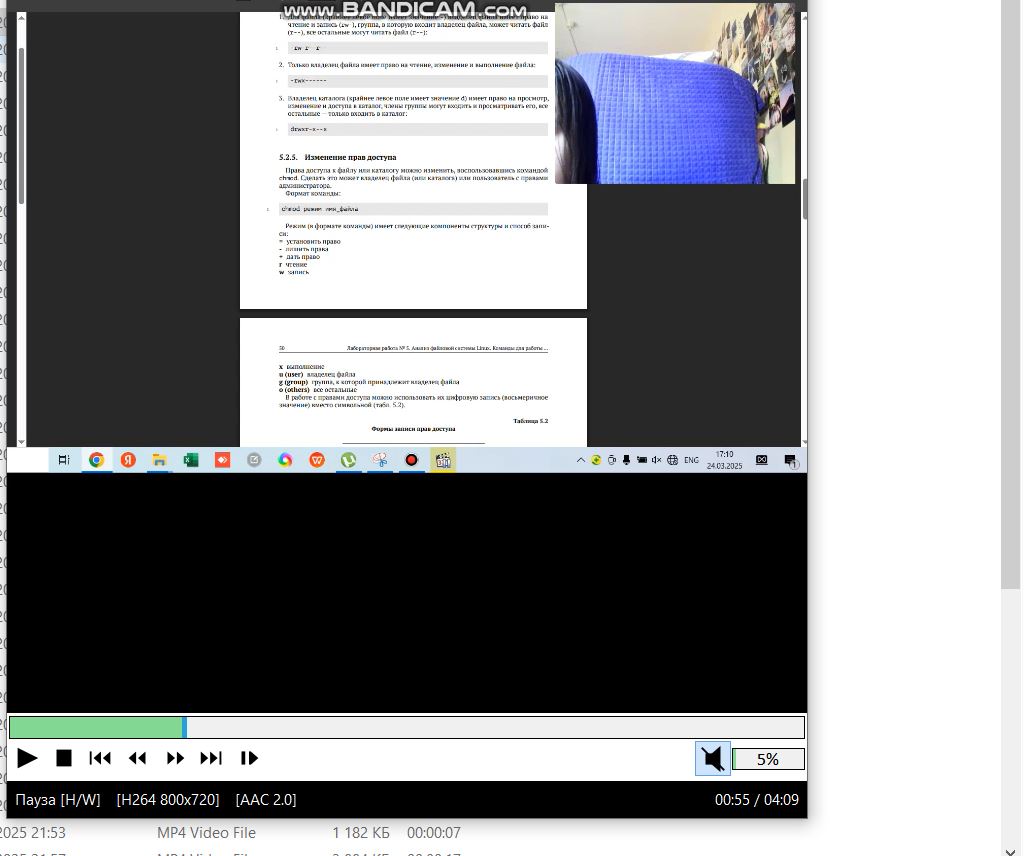 www.BANDICAM.com
чтение и запись (rw-), группа, в которую входит владелец файла, может читать файл
(r--), все остальные могут читать файл (r--):
2. Только владелец файла имеет право на чтение, изменение и выполнение файла:
-rwx------
3. Владелец каталога (крайнее левое поле имеет значение d) имеет право на просмотр,
изменение и доступ в каталог, члены группы могут входить и просматривать его, все
остальные — только входить в каталог:
drwxr-x--x
5.2.5. Изменение прав доступа
Права доступа к файлу или каталогу можно изменить, воспользовавшись командой
chmod. Сделать это может владелец файла (или каталога) или пользователь с правами
администратора.
Формат команды:
chmod режим имя_файла
Режим (в формате команды) имеет следующие компоненты структуры и способ запи-
си:
= установить право
- лишить права
+ дать право
r чтение
w запись
50 Лабораторная работа № 5. Анализ файловой системы Linux. Команды для работы ...
x выполнение
u (user) владелец файла
g (group) группа, к которой принадлежит владелец файла
o (others) все остальные
В работе с правами доступа можно использовать их цифровую запись (восьмеричное
значение) вместо символьной (табл. 5.2).
Таблица 5.2
Формы записи прав доступа
ENG 17:10
24.03.2025
5%
Пауза [H/W] [H264 800x720] [AAC 2.0] 00:55 / 04:09
2025 21:53 MP4 Video File 1 182 КБ 00:00:07